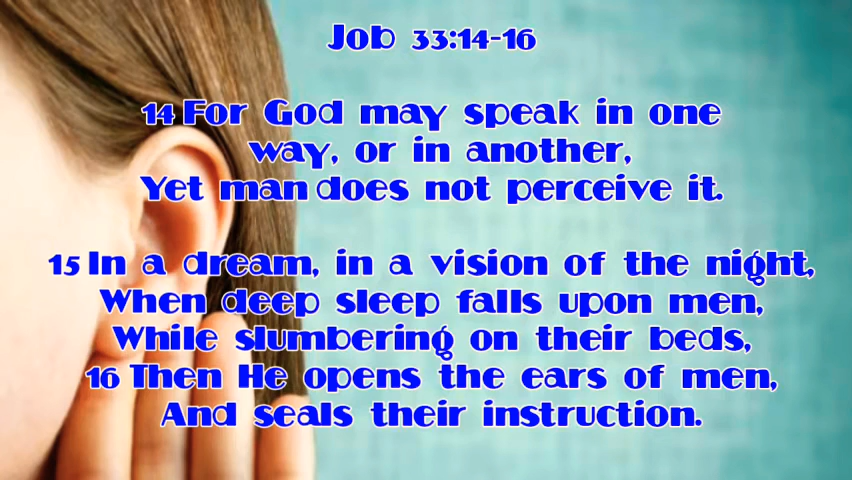 Job 33:14-16
14 For God may speak in one
way, or in another,
Yet man does not perceive it.
15 In a dream, in a vision of the night,
When deep sleep falls upon men,
While slumbering on their beds,
16 Then He opens the ears of men,
And seals their instruction.